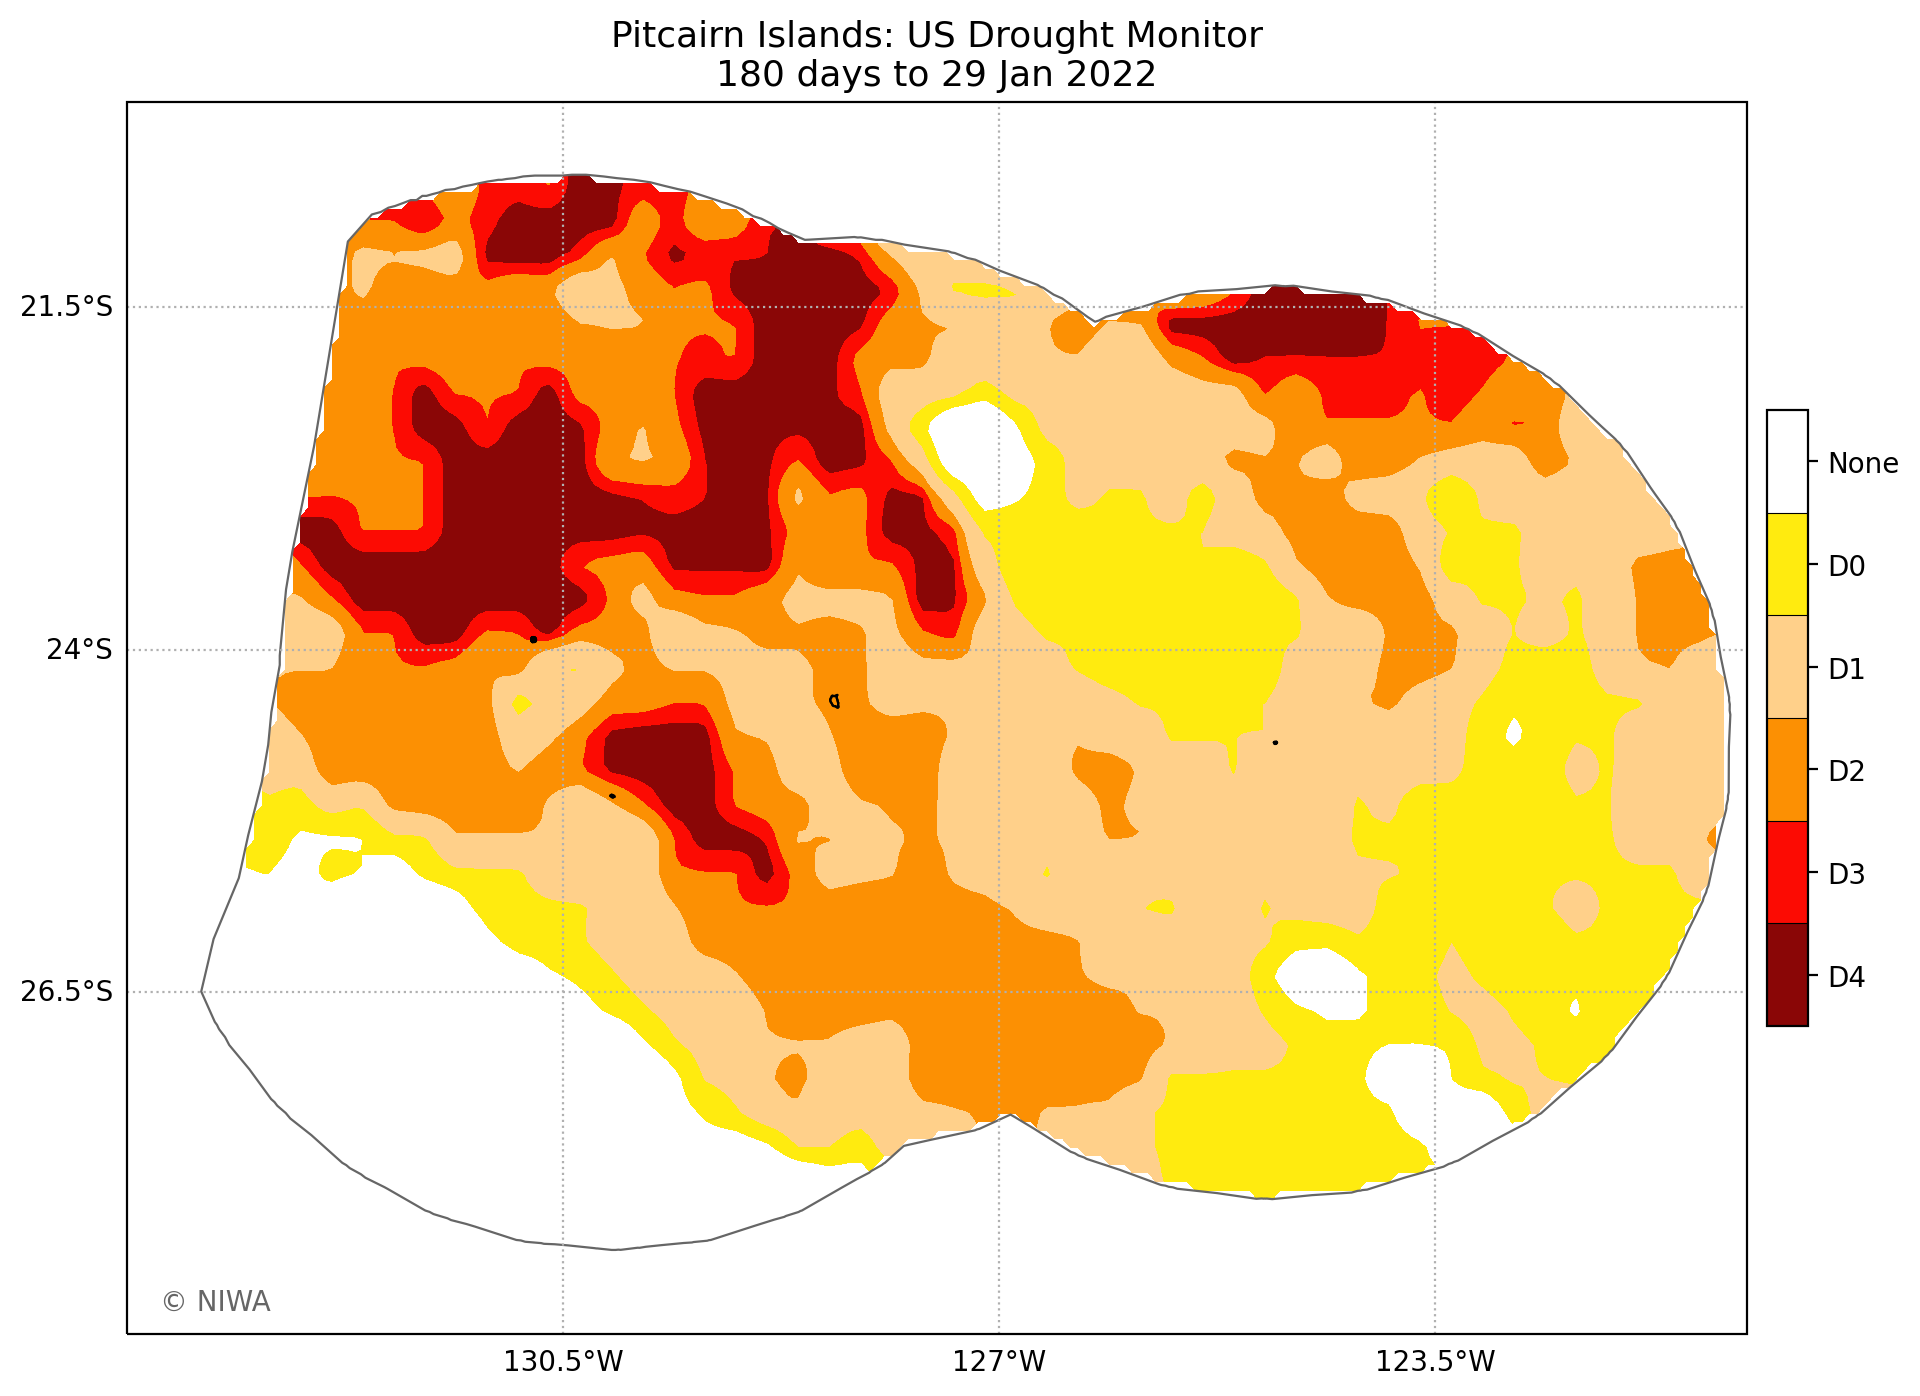 Pitcairn Islands: US Drought Monitor
180 days to 29 Jan 2022
21.5°S
24°S
26.5°S
130.5°W
127°W
123.5°W
None
D0
D1
D2
D3
D4
© NIWA